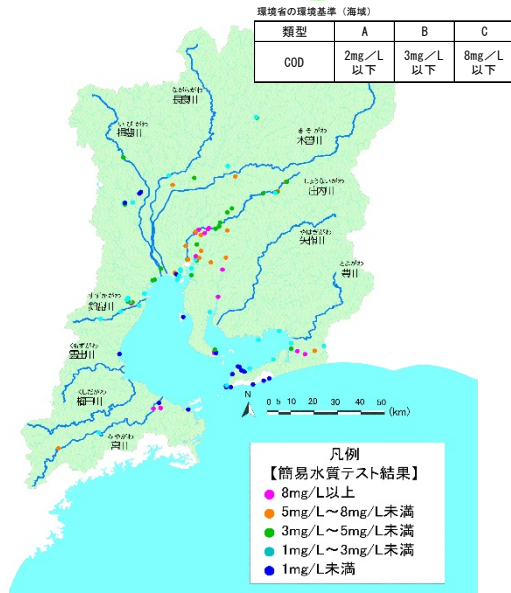 環境省の環境基準（海域）
類型 A B C
COD 2mg／L以下 3mg／L以下 8mg／L以下
ながらがわ
長良川
いびがわ
揖斐川
きそがわ
木曽川
しょうないがわ
庄内川
やはぎがわ
矢作川
とよがわ
豊川
すずかがわ
鈴鹿川
くもずがわ
雲出川
くしだがわ
櫛田川
みやがわ
宮川
N
0 5 10 20 30 40 50
(km)
凡例
【簡易水質テスト結果】
8mg/L以上
5mg/L～8mg/L未満
3mg/L～5mg/L未満
1mg/L～3mg/L未満
1mg/L未満